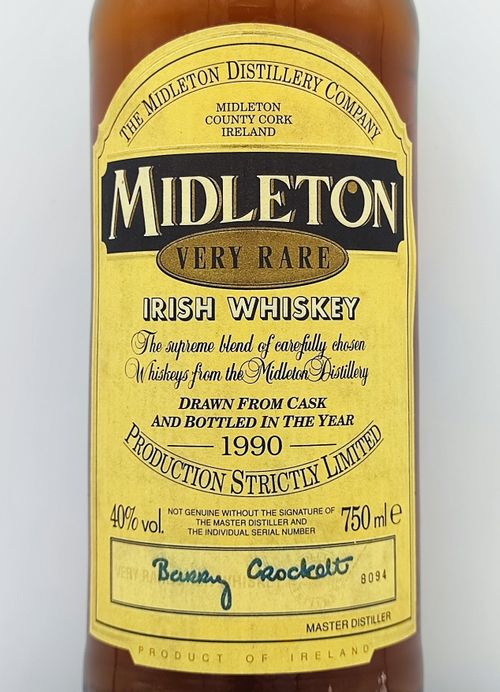 THE MIDLETON DISTILLERY COMPANY
MIDLETON
COUNTY CORK
IRELAND
MIDLETON
VERY RARE
IRISH WHISKEY
The supreme blend of carefully chosen
Whiskeys from the Midleton Distillery
DRAWN FROM CASK
AND BOTTLED IN THE YEAR
1990
PRODUCTION STRICTLY LIMITED
40% vol.
NOT GENUINE WITHOUT THE SIGNATURE OF
THE MASTER DISTILLER AND
THE INDIVIDUAL SERIAL NUMBER
750 ml e
Barry Crockett
8094
MASTER DISTILLER
PRODUCT OF IRELAND